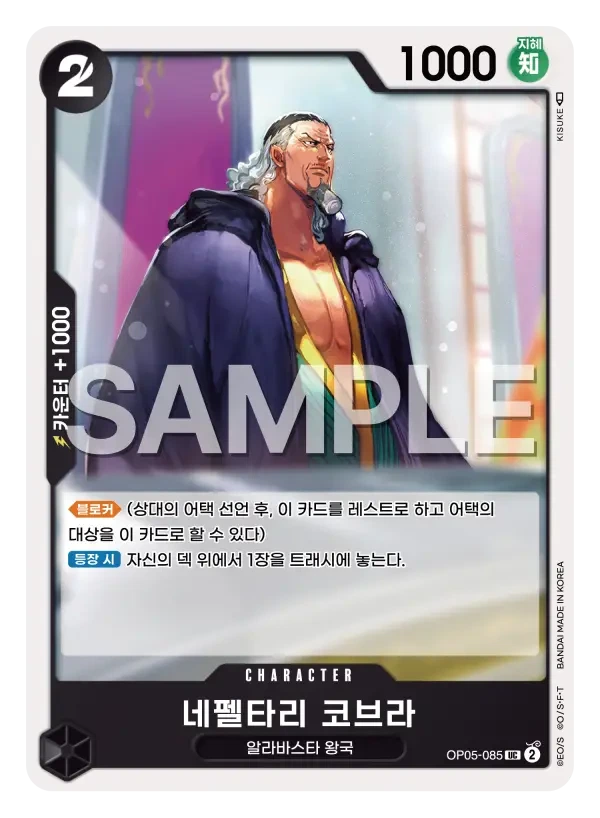 2
1000
지혜
知
KISUKE
카운터 +1000
SAMPLE
블로커 (상대의 어택 선언 후, 이 카드를 레스트로 하고 어택의
대상을 이 카드로 할 수 있다)
등장 시 자신의 덱 위에서 1장을 트래시에 놓는다.
CHARACTER
네펠타리 코브라
알라바스타 왕국
OP05-085 UC 2
©EO/S ©O/S·F·T BANDAI MADE IN KOREA